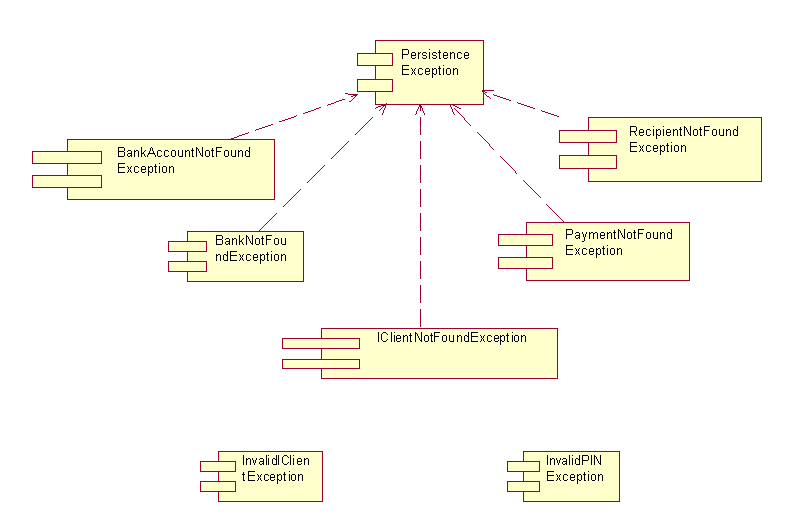 Persistence
Exception
RecipientNotFound
Exception
BankAccountNotFound
Exception
PaymentNotFound
Exception
BankNotFou
ndException
IClientNotFoundException
InvalidIClien
tException
InvalidPIN
Exception